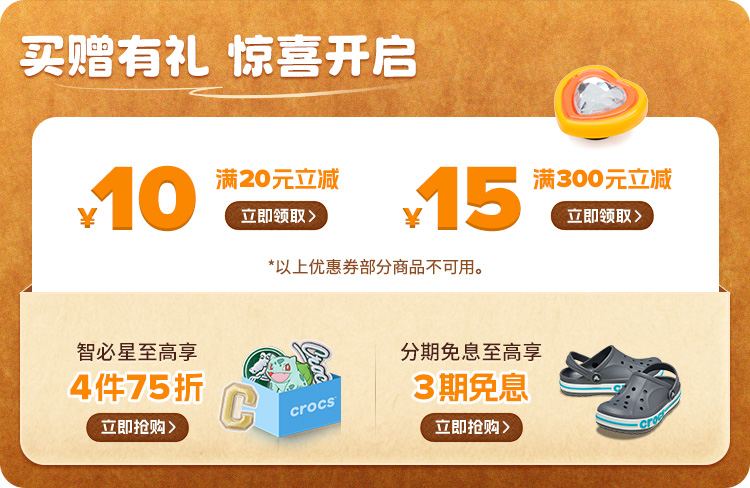 买赠有礼 惊喜开启
¥10 满20元立减
立即领取>
¥15 满300元立减
立即领取>
*以上优惠券部分商品不可用。
智必星至高享
4件75折
立即抢购>
C
crocs
分期免息至高享
3期免息
立即抢购>
crocs